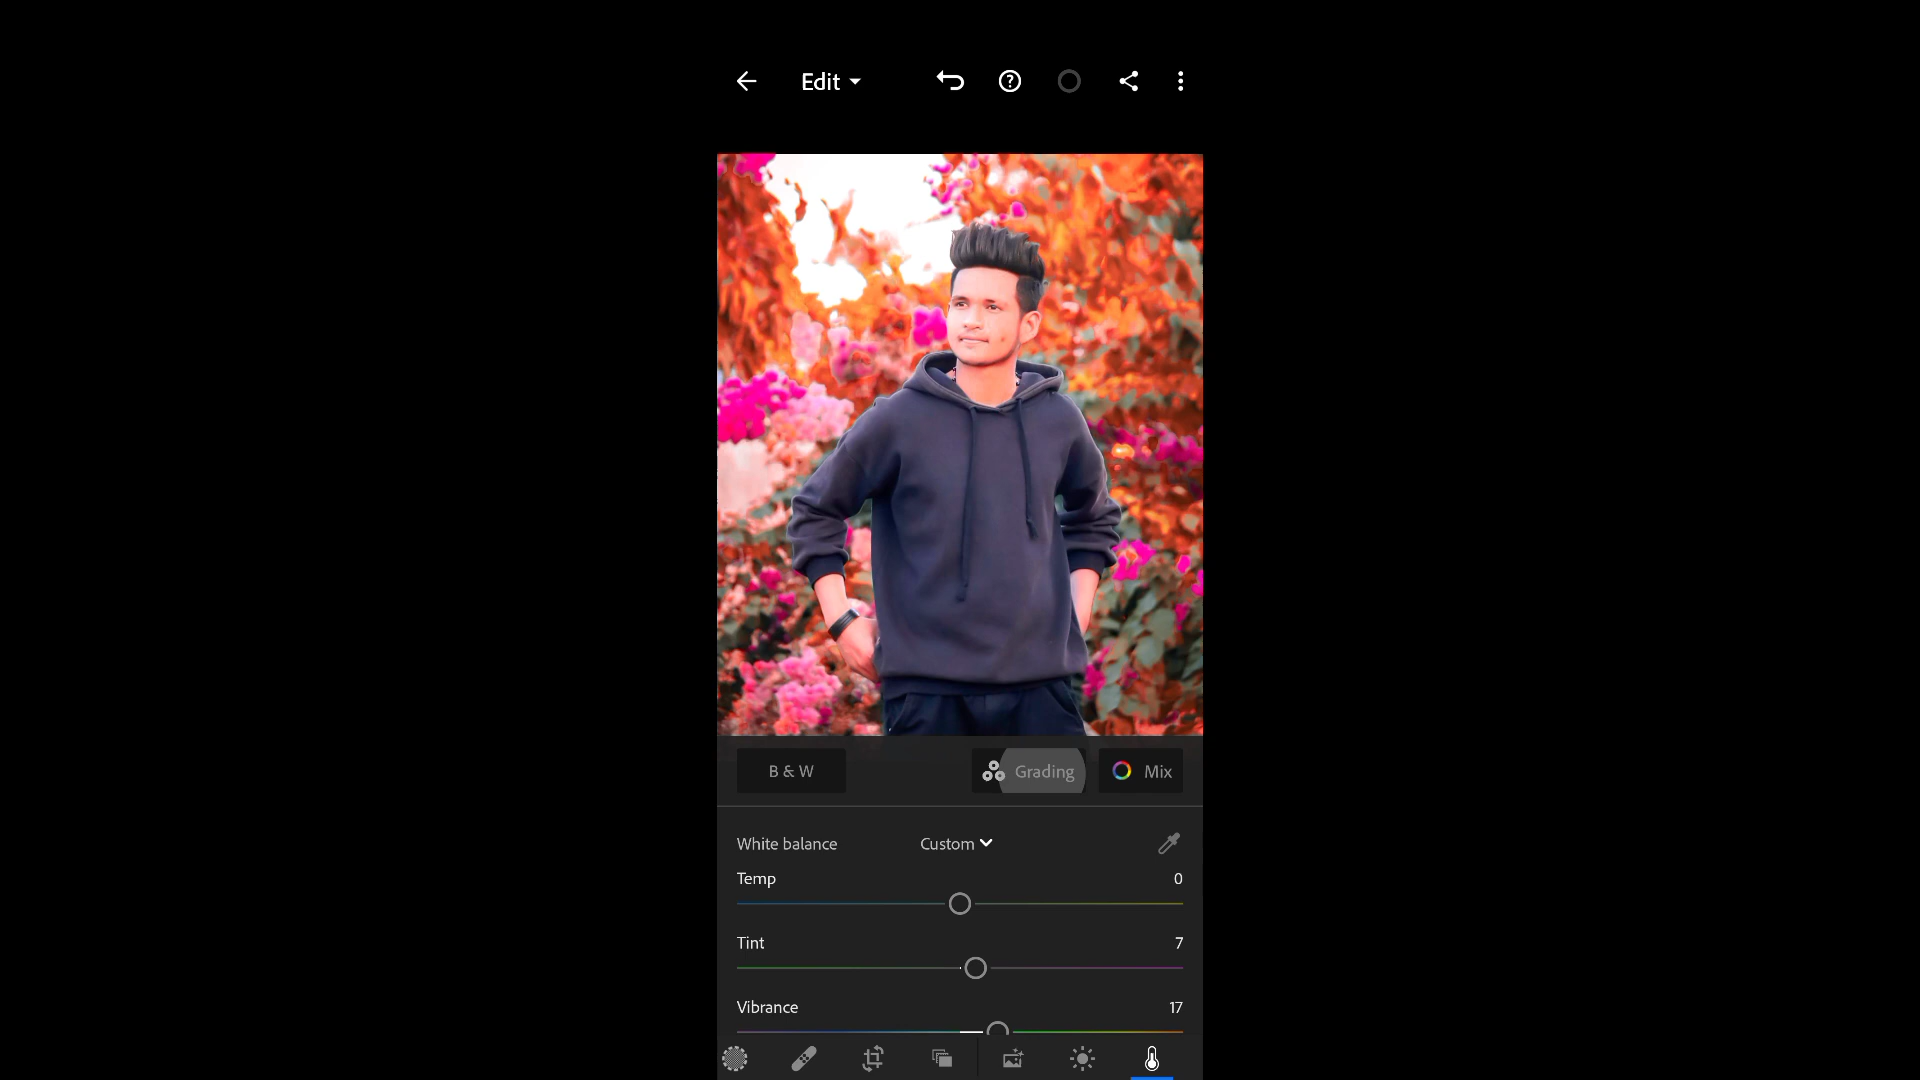 Edit
B & W
Grading
Mix
White balance
Custom
Temp
0
Tint
7
Vibrance
17